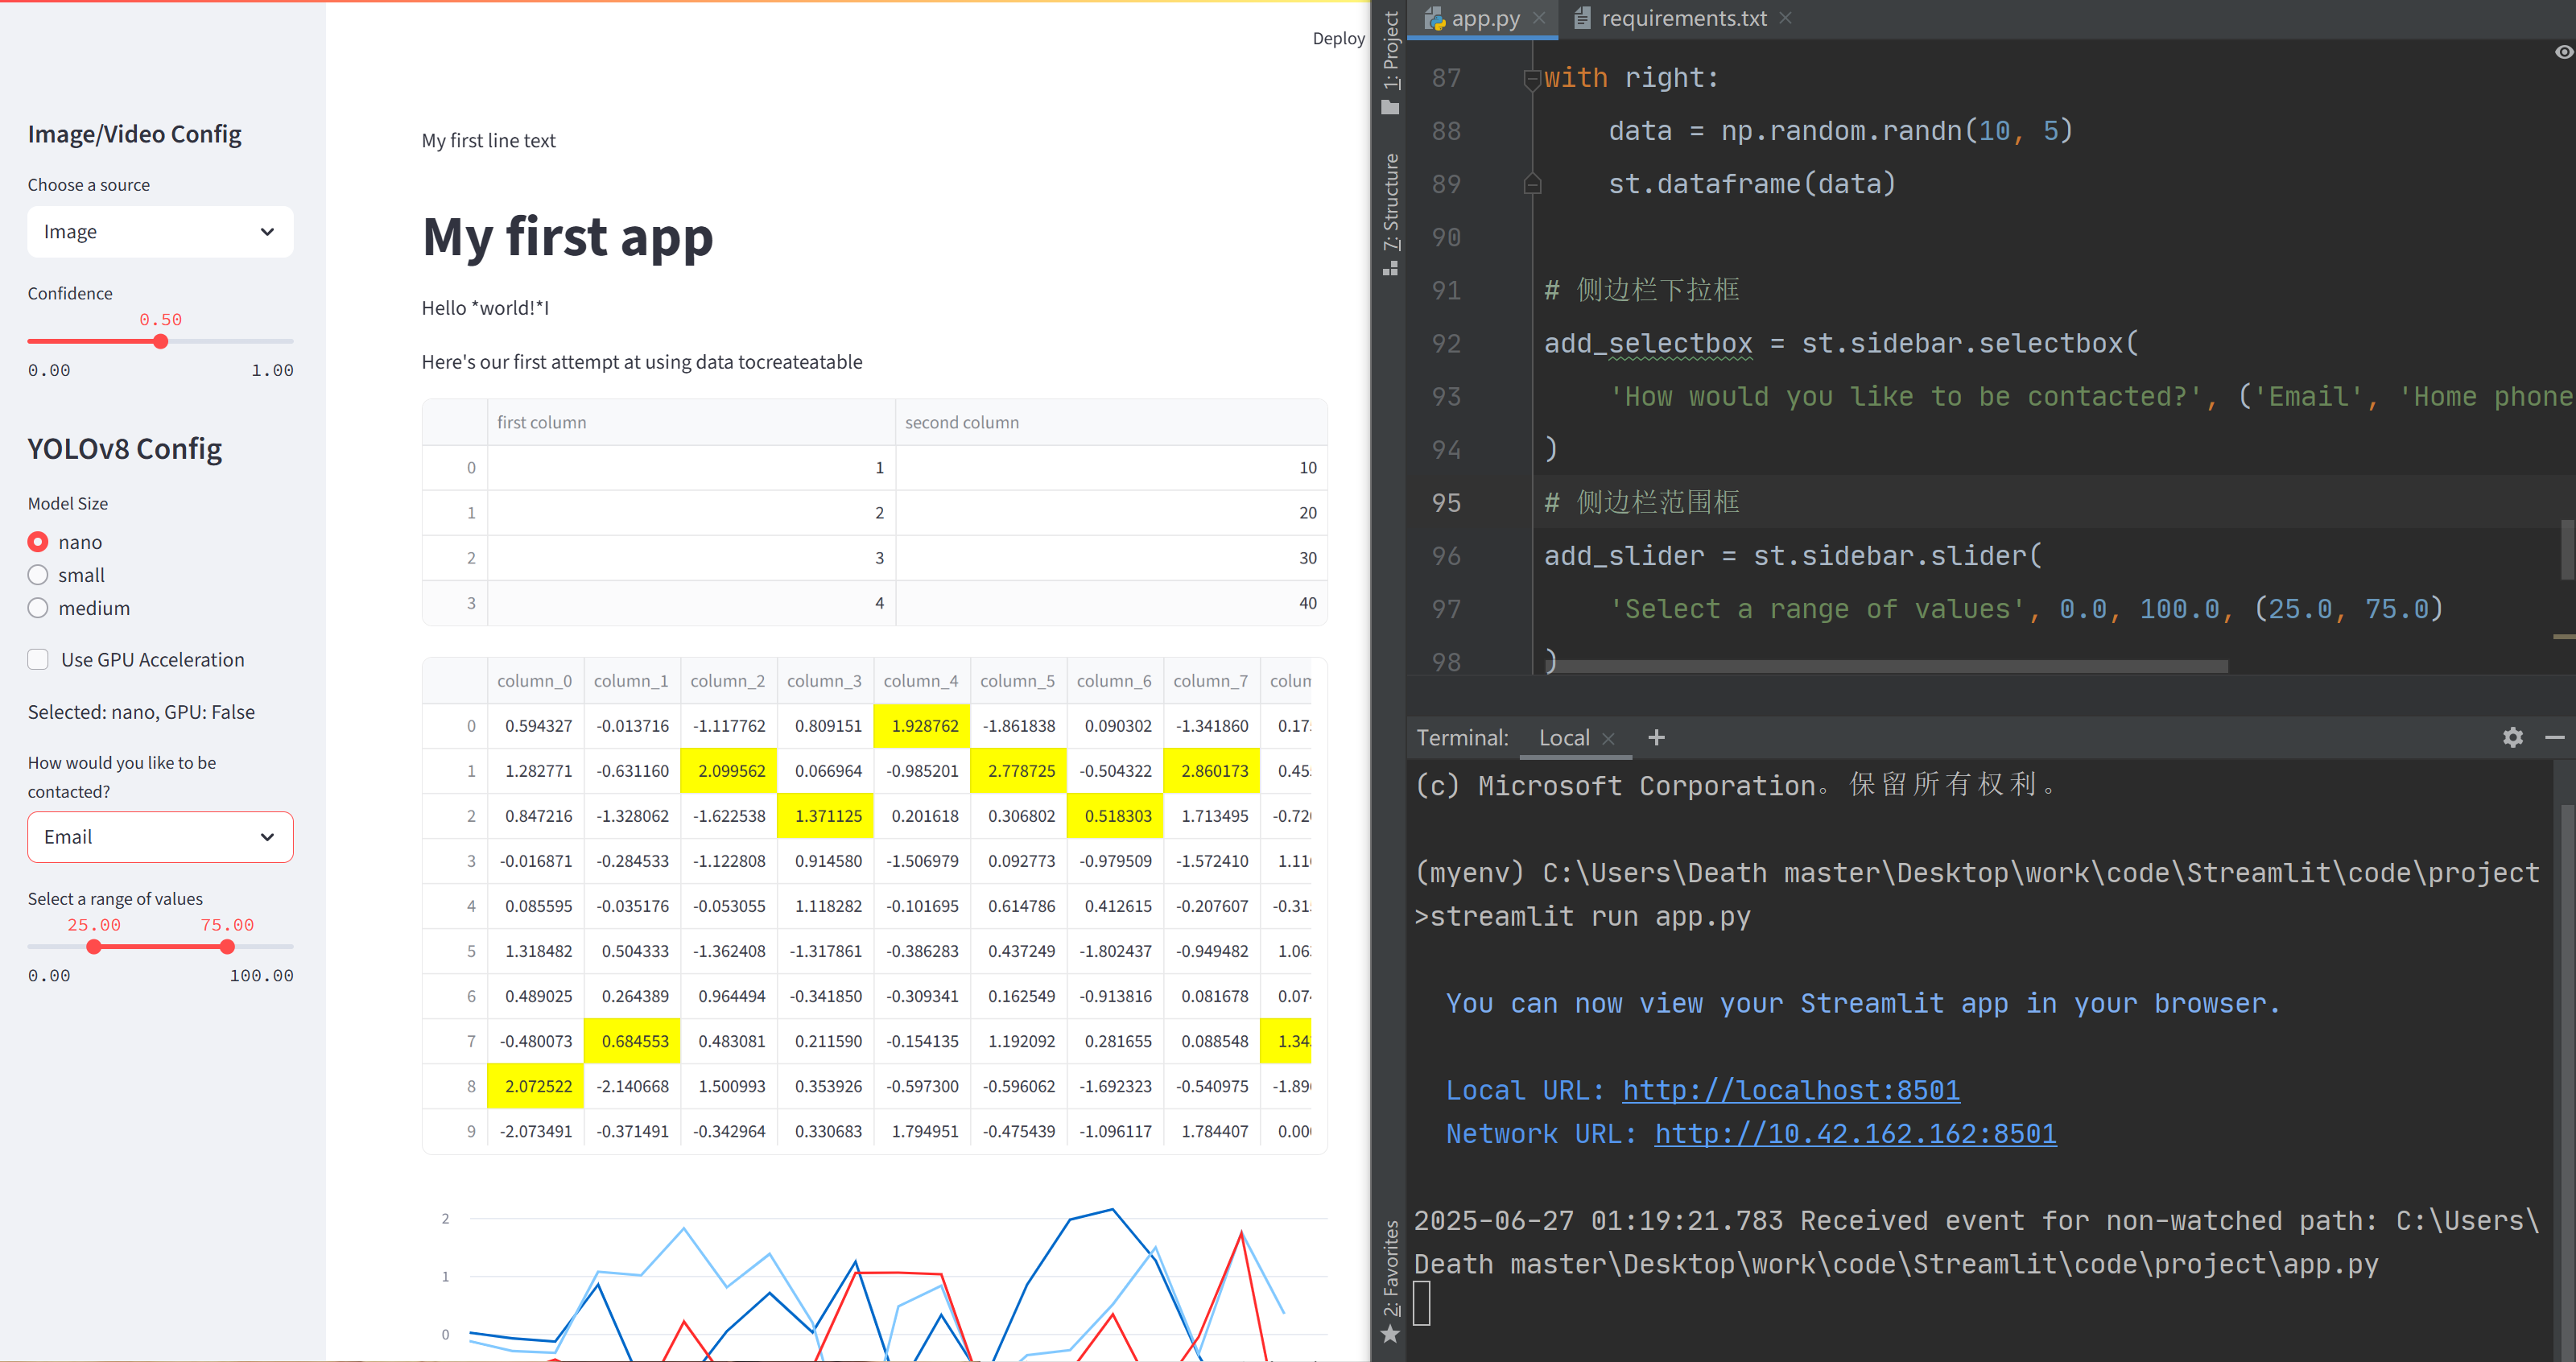 Deploy
Image/Video Config
Choose a source
Image
Confidence
0.50
0.00 1.00
YOLOv8 Config
Model Size
nano
small
medium
Use GPU Acceleration
Selected: nano, GPU: False
How would you like to be
contacted?
Email
Select a range of values
25.00 75.00
0.00 100.00
My first line text
My first app
Hello *world!*I
Here's our first attempt at using data tocreateatable
first column second column
0 1 10
1 2 20
2 3 30
3 4 40
column_0 column_1 column_2 column_3 column_4 column_5 column_6 column_7 colum
0 0.594327 -0.013716 -1.117762 0.809151 1.928762 -1.861838 0.090302 -1.341860 0.17
1 1.282771 -0.631160 2.099562 0.066964 -0.985201 2.778725 -0.504322 2.860173 0.45
2 0.847216 -1.328062 -1.622538 1.371125 0.201618 0.306802 0.518303 1.713495 -0.72
3 -0.016871 -0.284533 -1.122808 0.914580 -1.506979 0.092773 -0.979509 -1.572410 1.11
4 0.085595 -0.035176 -0.053055 1.118282 -0.101695 0.614786 0.412615 -0.207607 -0.31
5 1.318482 0.504333 -1.362408 -1.317861 -0.386283 0.437249 -1.802437 -0.949482 1.06
6 0.489025 0.264389 0.964494 -0.341850 -0.309341 0.162549 -0.913816 0.081678 0.07
7 -0.480073 0.684553 0.483081 0.211590 -0.154135 1.192092 0.281655 0.088548 1.34
8 2.072522 -2.140668 1.500993 0.353926 -0.597300 -0.596062 -1.692323 -0.540975 -1.89
9 -2.073491 -0.371491 -0.342964 0.330683 1.794951 -0.475439 -1.096117 1.784407 0.00
2
1
0
1: Project
7: Structure
2: Favorites
app.py requirements.txt
87 with right:
88 data = np.random.randn(10, 5)
89 st.dataframe(data)
90
91 # 侧边栏下拉框
92 add_selectbox = st.sidebar.selectbox(
93 'How would you like to be contacted?', ('Email', 'Home phone
94 )
95 # 侧边栏范围框
96 add_slider = st.sidebar.slider(
97 'Select a range of values', 0.0, 100.0, (25.0, 75.0)
98 )
Terminal: Local +
(c) Microsoft Corporation。保留所有权利。
(myenv) C:\Users\Death master\Desktop\work\code\Streamlit\code\project
>streamlit run app.py
You can now view your Streamlit app in your browser.
Local URL: http://localhost:8501
Network URL: http://10.42.162.162:8501
2025-06-27 01:19:21.783 Received event for non-watched path: C:\Users\
Death master\Desktop\work\code\Streamlit\code\project\app.py